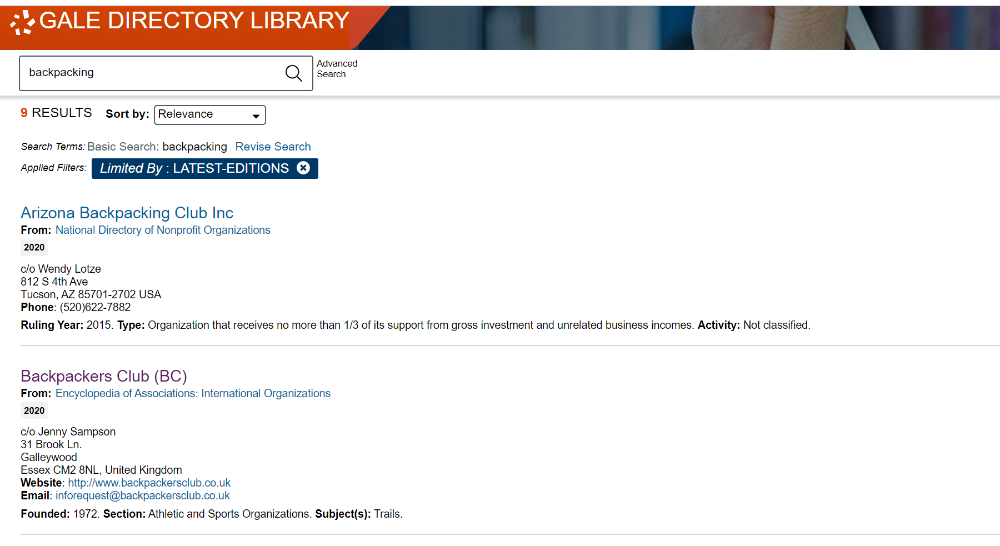 GALE DIRECTORY LIBRARY
backpacking
Advanced
Search
9 RESULTS Sort by: Relevance
Search Terms: Basic Search: backpacking Revise Search
Applied Filters: Limited By : LATEST-EDITIONS
Arizona Backpacking Club Inc
From: National Directory of Nonprofit Organizations
2020
c/o Wendy Lotze
812 S 4th Ave
Tucson, AZ 85701-2702 USA
Phone: (520)622-7882
Ruling Year: 2015. Type: Organization that receives no more than 1/3 of its support from gross investment and unrelated business incomes. Activity: Not classified.
Backpackers Club (BC)
From: Encyclopedia of Associations: International Organizations
2020
c/o Jenny Sampson
31 Brook Ln.
Galleywood
Essex CM2 8NL, United Kingdom
Website: http://www.backpackersclub.co.uk
Email: inforequest@backpackersclub.co.uk
Founded: 1972. Section: Athletic and Sports Organizations. Subject(s): Trails.